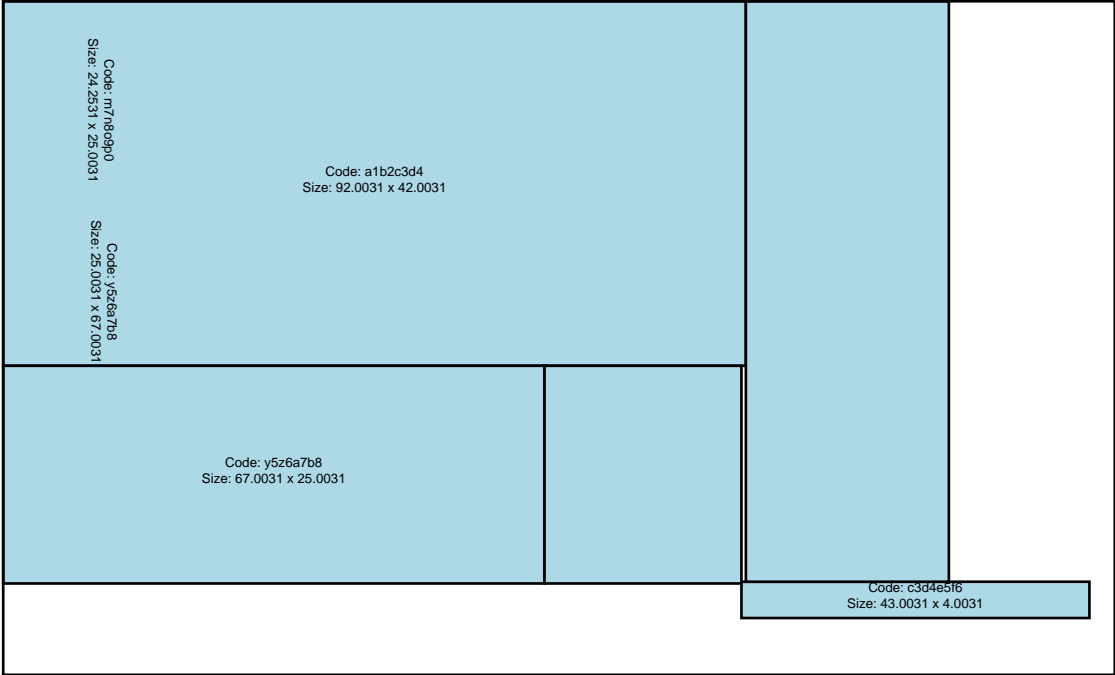 Code: m7n8o9p0
Size: 24.2531 x 25.0031
Code: a1b2c3d4
Size: 92.0031 x 42.0031
Code: y5z6a7b8
Size: 25.0031 x 67.0031
Code: y5z6a7b8
Size: 67.0031 x 25.0031
Code: c3d4e5f6
Size: 43.0031 x 4.0031